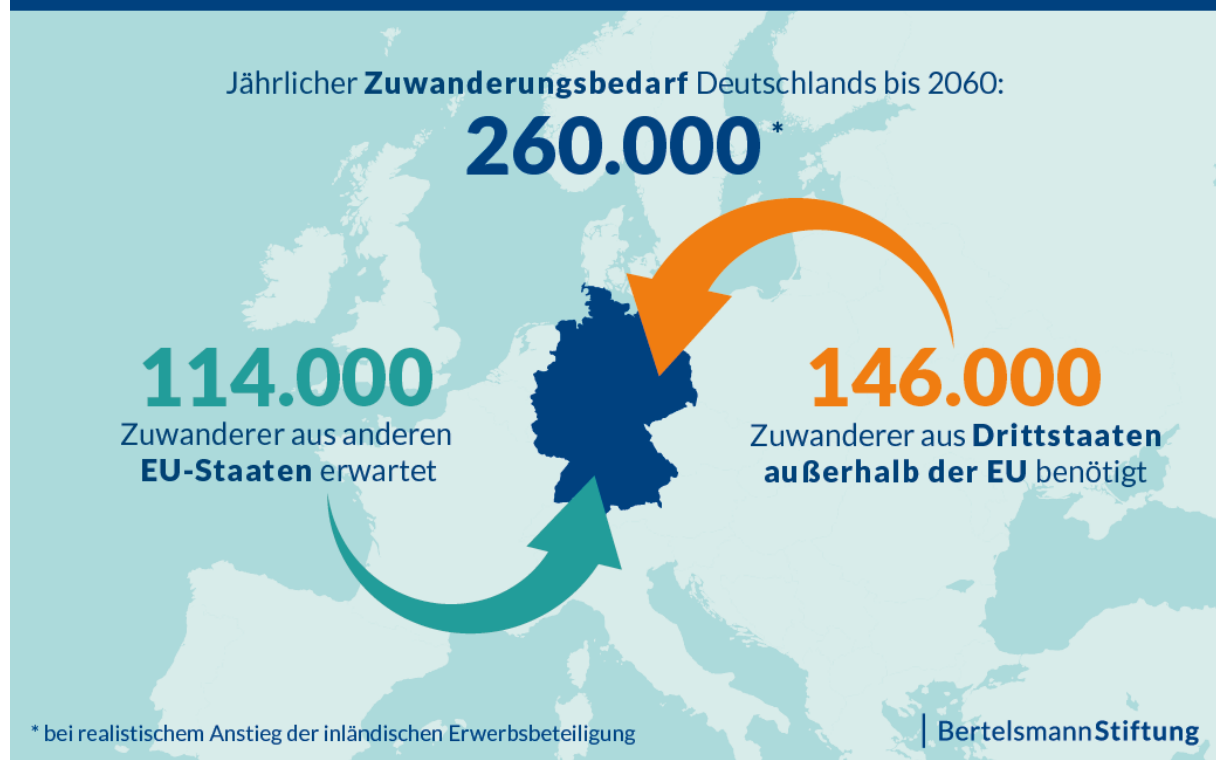 Jährlicher Zuwanderungsbedarf Deutschlands bis 2060:
260.000*
114.000
Zuwanderer aus anderen
EU-Staaten erwartet
146.000
Zuwanderer aus Drittstaaten
außerhalb der EU benötigt
* bei realistischem Anstieg der inländischen Erwerbsbeteiligung
| BertelsmannStiftung